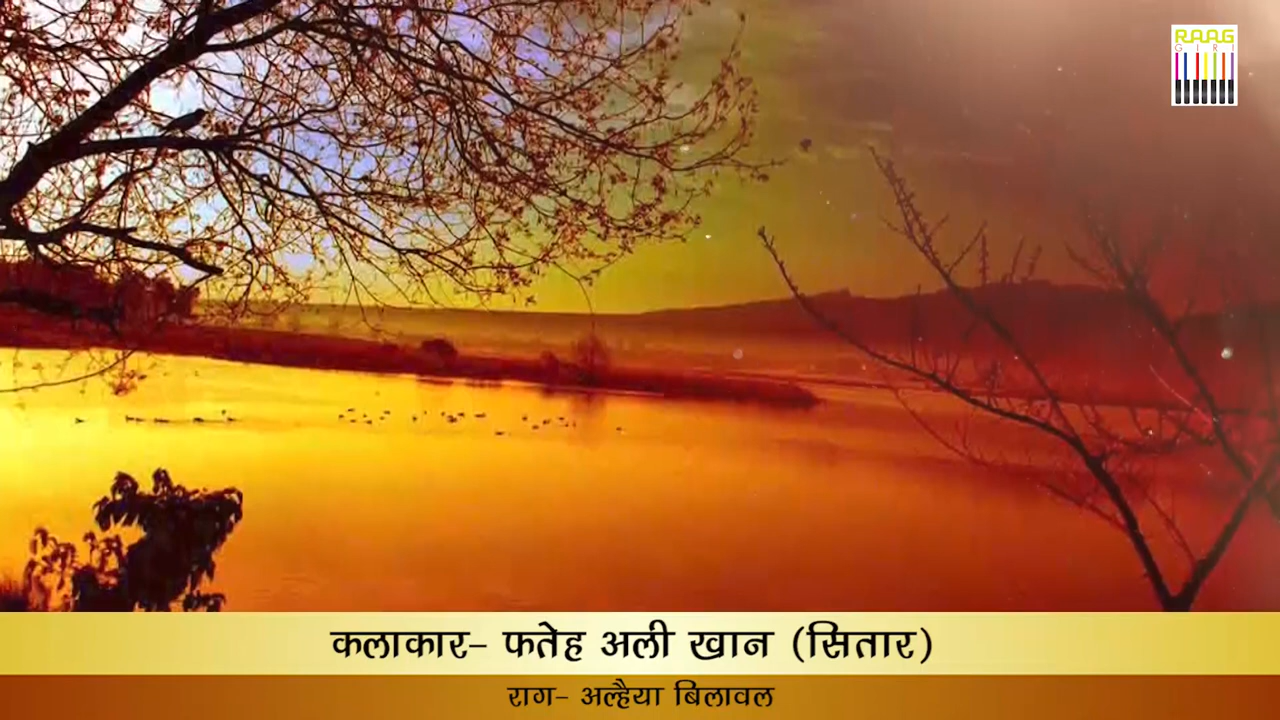 RAAG
GIRI
कलाकार- फतेह अली खान (सितार)
राग- अल्हैया बिलावल